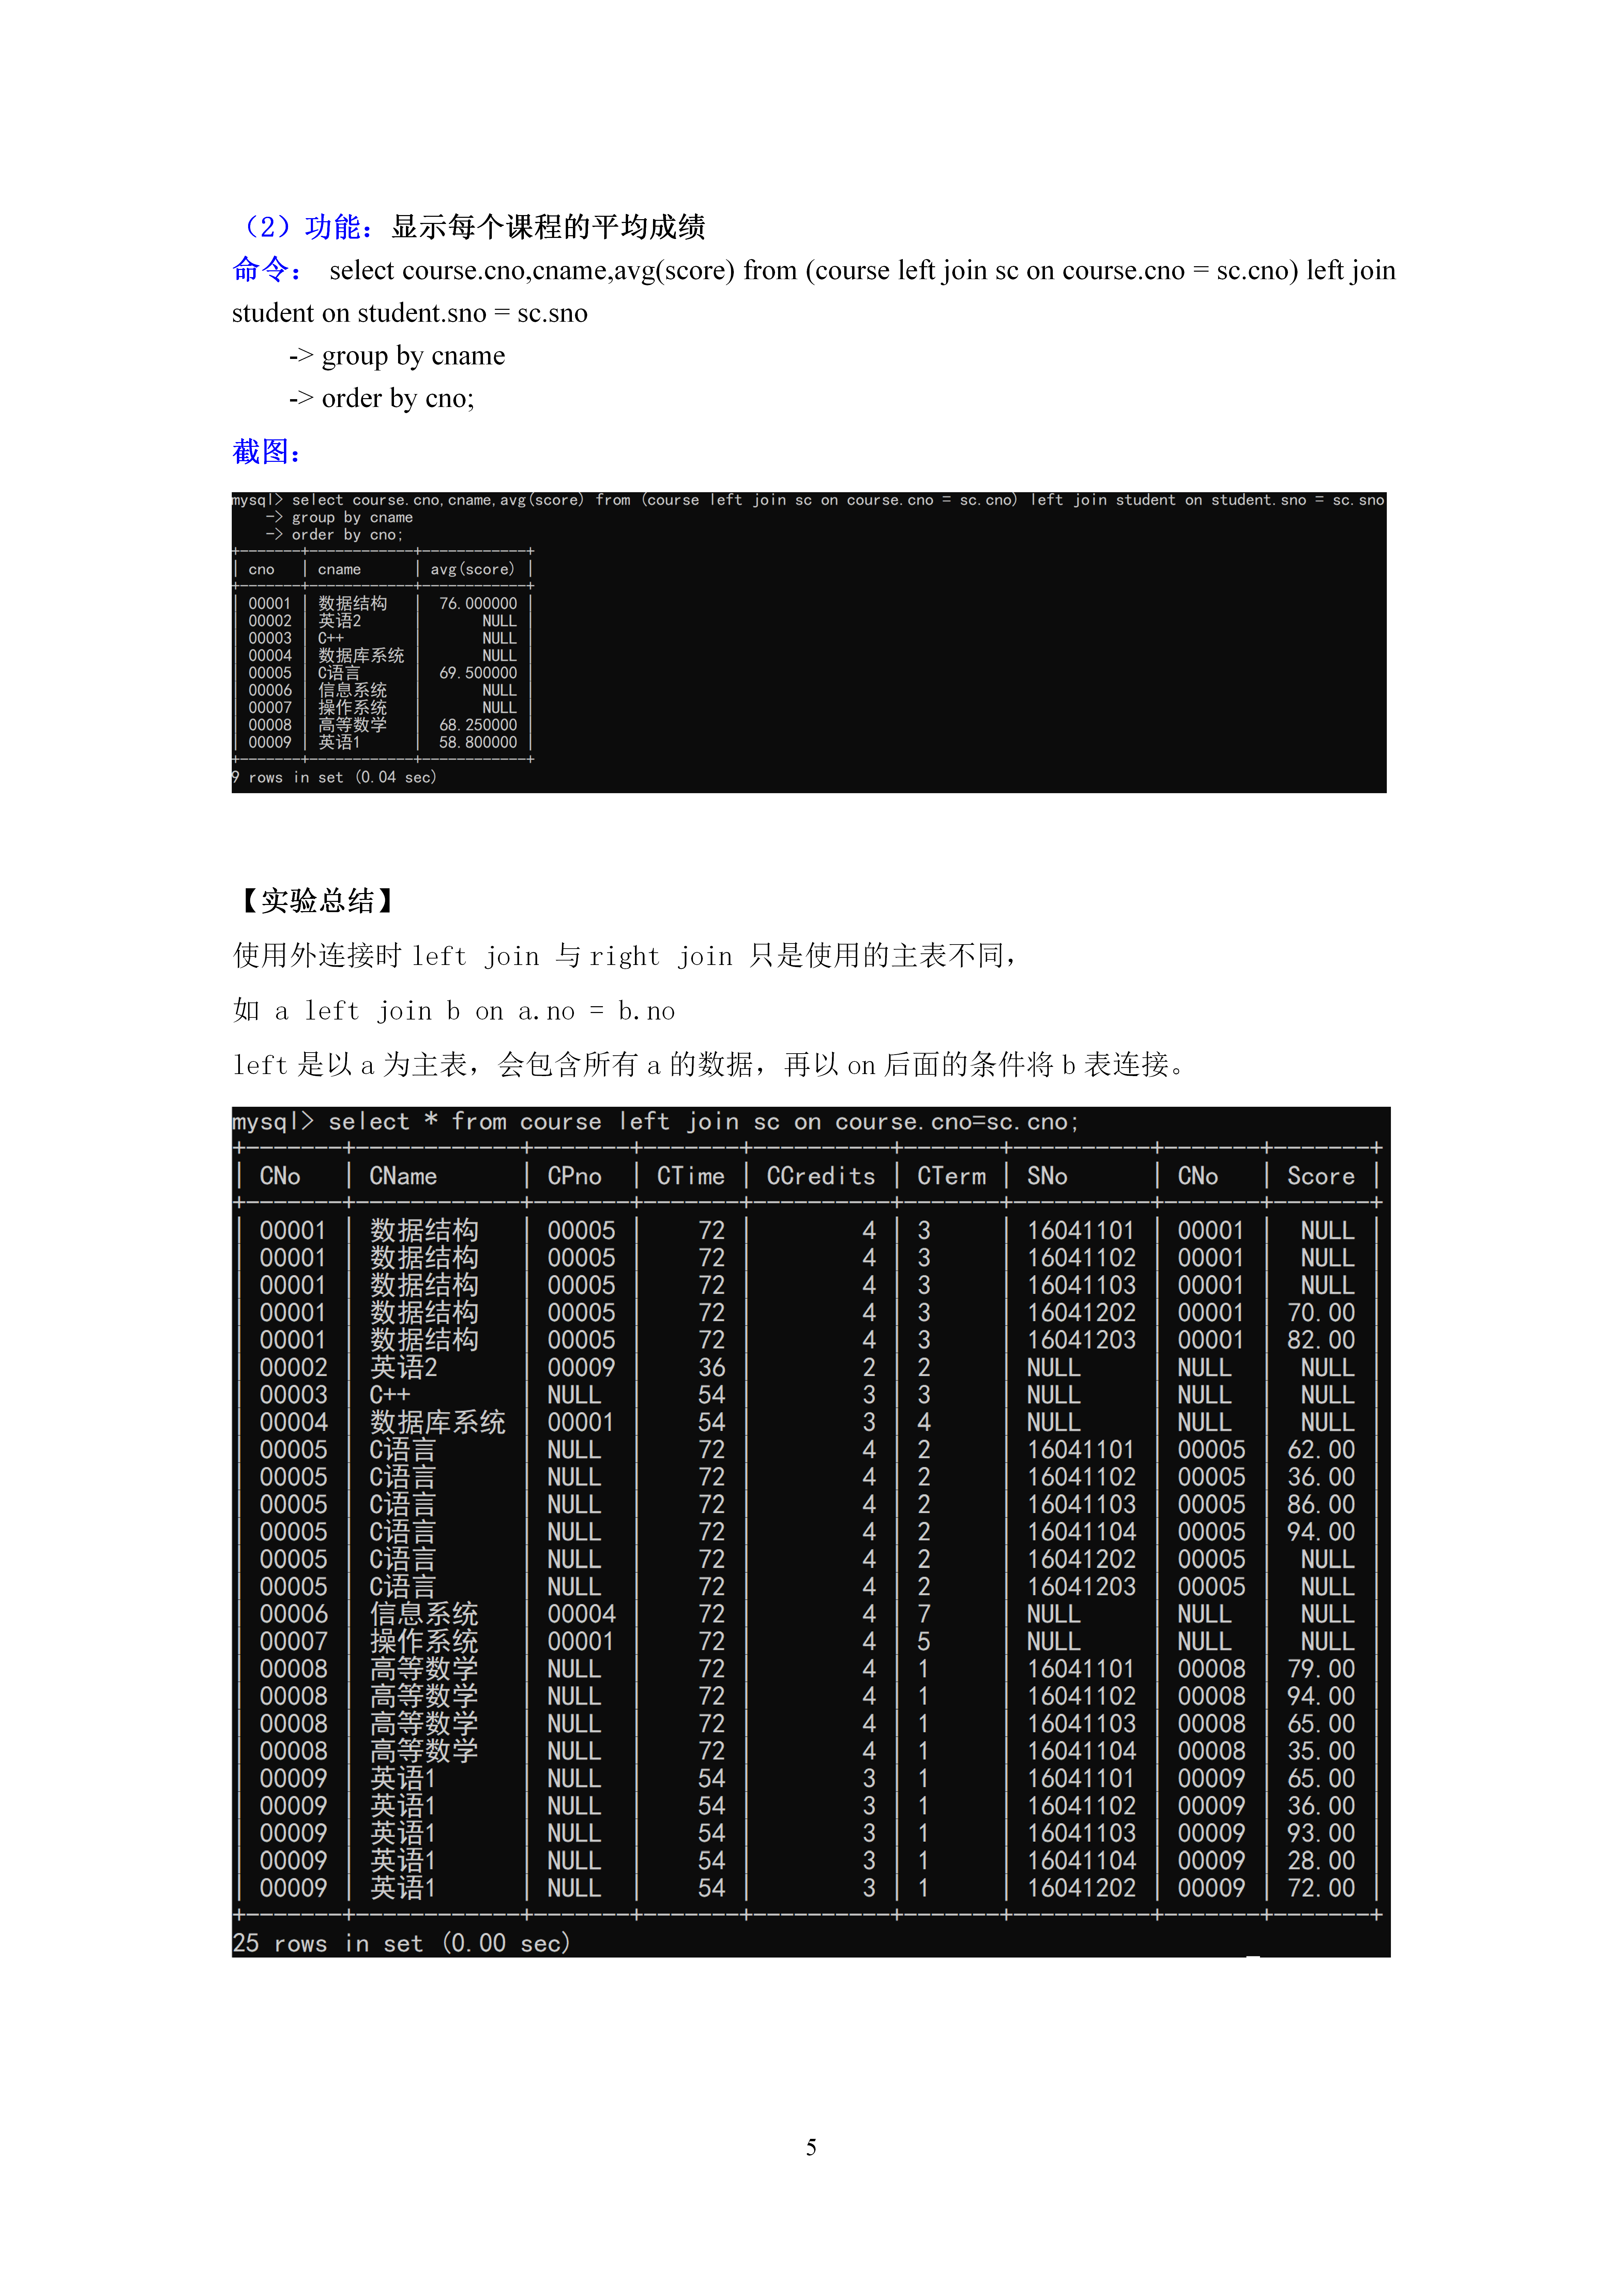 （2）功能：显示每个课程的平均成绩
命令： select course.cno,cname,avg(score) from (course left join sc on course.cno = sc.cno) left join
student on student.sno = sc.sno
-> group by cname
-> order by cno;
截图：
mysql> select course.cno,cname,avg(score) from (course left join sc on course.cno = sc.cno) left join student on student.sno = sc.sno
-> group by cname
-> order by cno;
+-------+------------+------------+
| cno | cname | avg(score) |
+-------+------------+------------+
| 00001 | 数据结构 | 76.000000 |
| 00002 | 英语2 | NULL |
| 00003 | C++ | NULL |
| 00004 | 数据库系统 | NULL |
| 00005 | C语言 | 69.500000 |
| 00006 | 信息系统 | NULL |
| 00007 | 操作系统 | NULL |
| 00008 | 高等数学 | 68.250000 |
| 00009 | 英语1 | 58.800000 |
+-------+------------+------------+
9 rows in set (0.04 sec)
【实验总结】
使用外连接时left join 与right join 只是使用的主表不同，
如 a left join b on a.no = b.no
left是以a为主表，会包含所有a的数据，再以on后面的条件将b表连接。
mysql> select * from course left join sc on course.cno=sc.cno;
+-------+------------+-------+-------+----------+-------+----------+-------+-------+
| CNo | CName | CPno | CTime | CCredits | CTerm | SNo | CNo | Score |
+-------+------------+-------+-------+----------+-------+----------+-------+-------+
| 00001 | 数据结构 | 00005 | 72 | 4 | 3 | 16041101 | 00001 | NULL |
| 00001 | 数据结构 | 00005 | 72 | 4 | 3 | 16041102 | 00001 | NULL |
| 00001 | 数据结构 | 00005 | 72 | 4 | 3 | 16041103 | 00001 | NULL |
| 00001 | 数据结构 | 00005 | 72 | 4 | 3 | 16041202 | 00001 | 70.00 |
| 00001 | 数据结构 | 00005 | 72 | 4 | 3 | 16041203 | 00001 | 82.00 |
| 00002 | 英语2 | 00009 | 36 | 2 | 2 | NULL | NULL | NULL |
| 00003 | C++ | NULL | 54 | 3 | 3 | NULL | NULL | NULL |
| 00004 | 数据库系统 | 00001 | 54 | 3 | 4 | NULL | NULL | NULL |
| 00005 | C语言 | NULL | 72 | 4 | 2 | 16041101 | 00005 | 62.00 |
| 00005 | C语言 | NULL | 72 | 4 | 2 | 16041102 | 00005 | 36.00 |
| 00005 | C语言 | NULL | 72 | 4 | 2 | 16041103 | 00005 | 86.00 |
| 00005 | C语言 | NULL | 72 | 4 | 2 | 16041104 | 00005 | 94.00 |
| 00005 | C语言 | NULL | 72 | 4 | 2 | 16041202 | 00005 | NULL |
| 00005 | C语言 | NULL | 72 | 4 | 2 | 16041203 | 00005 | NULL |
| 00006 | 信息系统 | 00004 | 72 | 4 | 7 | NULL | NULL | NULL |
| 00007 | 操作系统 | 00001 | 72 | 4 | 5 | NULL | NULL | NULL |
| 00008 | 高等数学 | NULL | 72 | 4 | 1 | 16041101 | 00008 | 79.00 |
| 00008 | 高等数学 | NULL | 72 | 4 | 1 | 16041102 | 00008 | 94.00 |
| 00008 | 高等数学 | NULL | 72 | 4 | 1 | 16041103 | 00008 | 65.00 |
| 00008 | 高等数学 | NULL | 72 | 4 | 1 | 16041104 | 00008 | 35.00 |
| 00009 | 英语1 | NULL | 54 | 3 | 1 | 16041101 | 00009 | 65.00 |
| 00009 | 英语1 | NULL | 54 | 3 | 1 | 16041102 | 00009 | 36.00 |
| 00009 | 英语1 | NULL | 54 | 3 | 1 | 16041103 | 00009 | 93.00 |
| 00009 | 英语1 | NULL | 54 | 3 | 1 | 16041104 | 00009 | 28.00 |
| 00009 | 英语1 | NULL | 54 | 3 | 1 | 16041202 | 00009 | 72.00 |
+-------+------------+-------+-------+----------+-------+----------+-------+-------+
25 rows in set (0.00 sec)
5